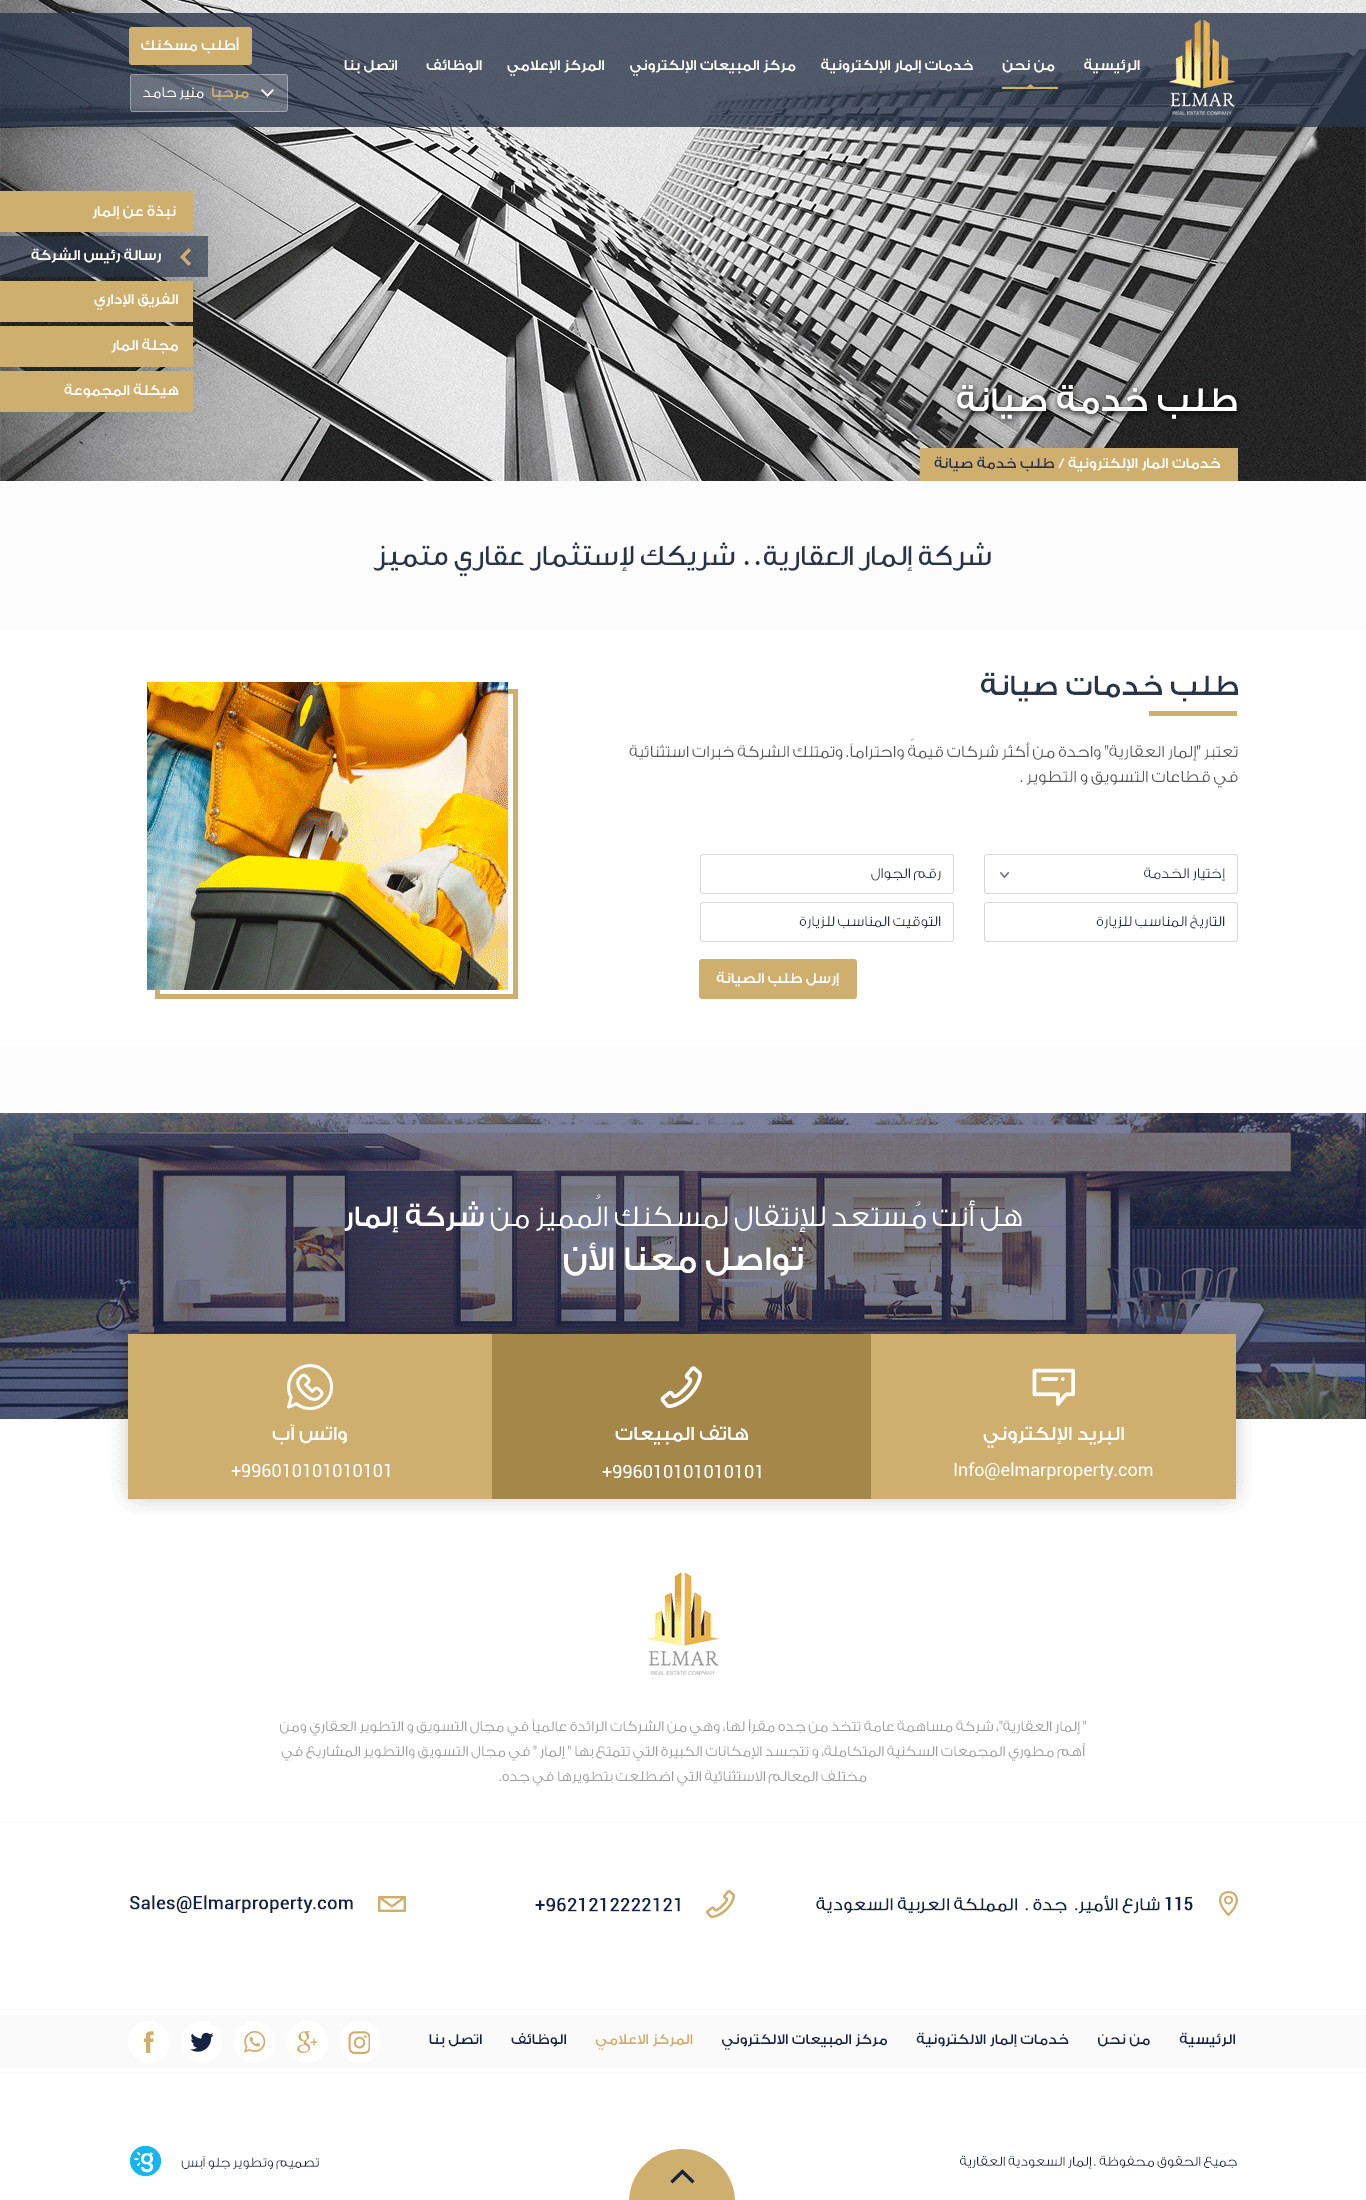 ELMAR
REAL ESTATE COMPANY
الرئيسية
من نحن
خدمات إلمار الإلكترونية
مركز المبيعات الإلكتروني
المركز الإعلامي
الوظائف
اتصل بنا
أطلب مسكنك
مرحبا منير حامد
نبذة عن إلمار
رسالة رئيس الشركة
الفريق الإداري
مجلة المار
هيكلة المجموعة
طلب خدمة صيانة
خدمات المار الإلكترونية / طلب خدمة صيانة
شركة إلمار العقارية.. شريكك لإستثمار عقاري متميز
طلب خدمات صيانة
تعتبر "إلمار العقارية" واحدة من أكثر شركات قيمةً واحتراماً. وتمتلك الشركة خبرات استثنائية
في قطاعات التسويق و التطوير .
إختيار الخدمة
رقم الجوال
التاريخ المناسب للزيارة
التوقيت المناسب للزيارة
إرسل طلب الصيانة
هل أنت مُستعد للإنتقال لمسكنك المُميز من شركة إلمار
تواصل معنا الأن
البريد الإلكتروني
Info@elmarproperty.com
هاتف المبيعات
+996010101010101
واتس آب
+996010101010101
ELMAR
REAL ESTATE COMPANY
" إلمار العقارية"، شركة مساهمة عامة تتخذ من جده مقراً لها، وهي من الشركات الرائدة عالمياً في مجال التسويق و التطوير العقاري ومن
أهم مطوري المجمعات السكنية المتكاملة، و تتجسد الإمكانات الكبيرة التي تتمتع بها " إلمار " في مجال التسويق والتطوير المشاريع في
مختلف المعالم الاستثنائية التي اضطلعت بتطويرها في جده.
115 شارع الأمير. جدة . المملكة العربية السعودية
+9621212222121
Sales@Elmarproperty.com
الرئيسية
من نحن
خدمات إلمار الالكترونية
مركز المبيعات الالكتروني
المركز الاعلامي
الوظائف
اتصل بنا
جميع الحقوق محفوظة . إلمار السعودية العقارية
تصميم وتطوير جلو آبس